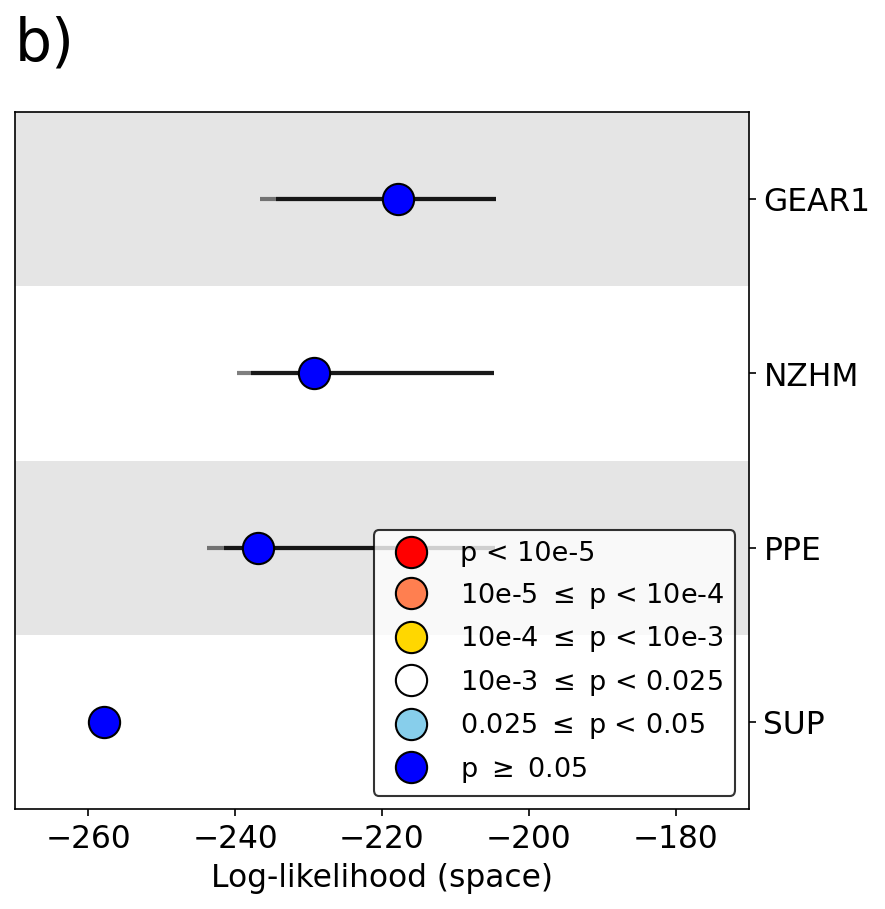 b)
GEAR1
NZHM
PPE
SUP
p < 10e-5
10e-5 ≤ p < 10e-4
10e-4 ≤ p < 10e-3
10e-3 ≤ p < 0.025
0.025 ≤ p < 0.05
p ≥ 0.05
−260 −240 −220 −200 −180
Log-likelihood (space)